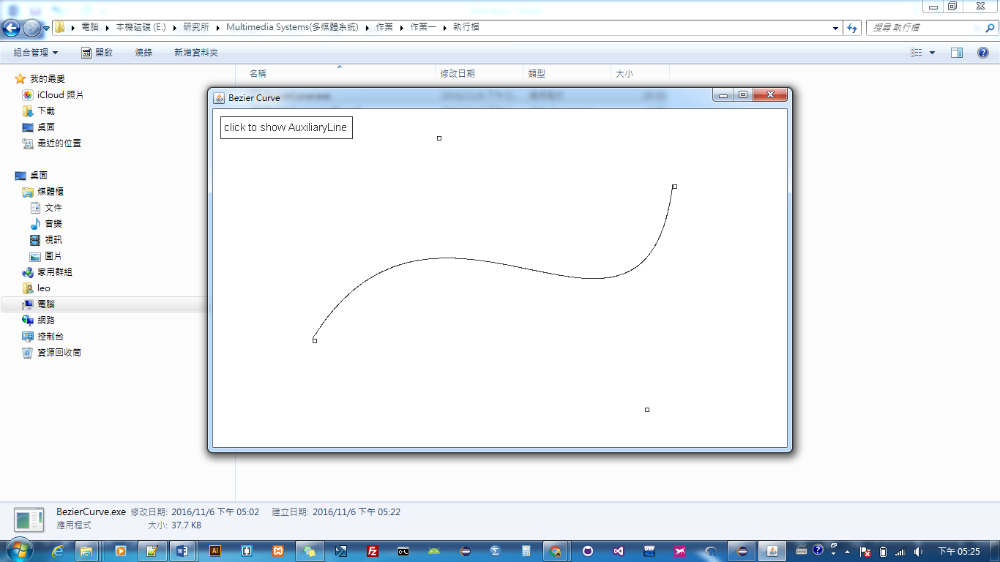 電腦 本機磁碟 (E:) 研究所 Multimedia Systems(多媒體系統) 作業 作業一 執行檔
搜尋 執行檔
組合管理 開啟 燒錄 新增資料夾
我的最愛
iCloud 照片
下載
桌面
最近的位置
桌面
媒體櫃
文件
音樂
視訊
圖片
家用群組
leo
電腦
網路
控制台
資源回收筒
名稱 修改日期 類型 大小
Bezier Curve
click to show AuxiliaryLine
BezierCurve.exe 修改日期: 2016/11/6 下午 05:02 建立日期: 2016/11/6 下午 05:22
應用程式 大小: 37.7 KB
Ai
Fz
C:\.
W
DEV
下午 05:25